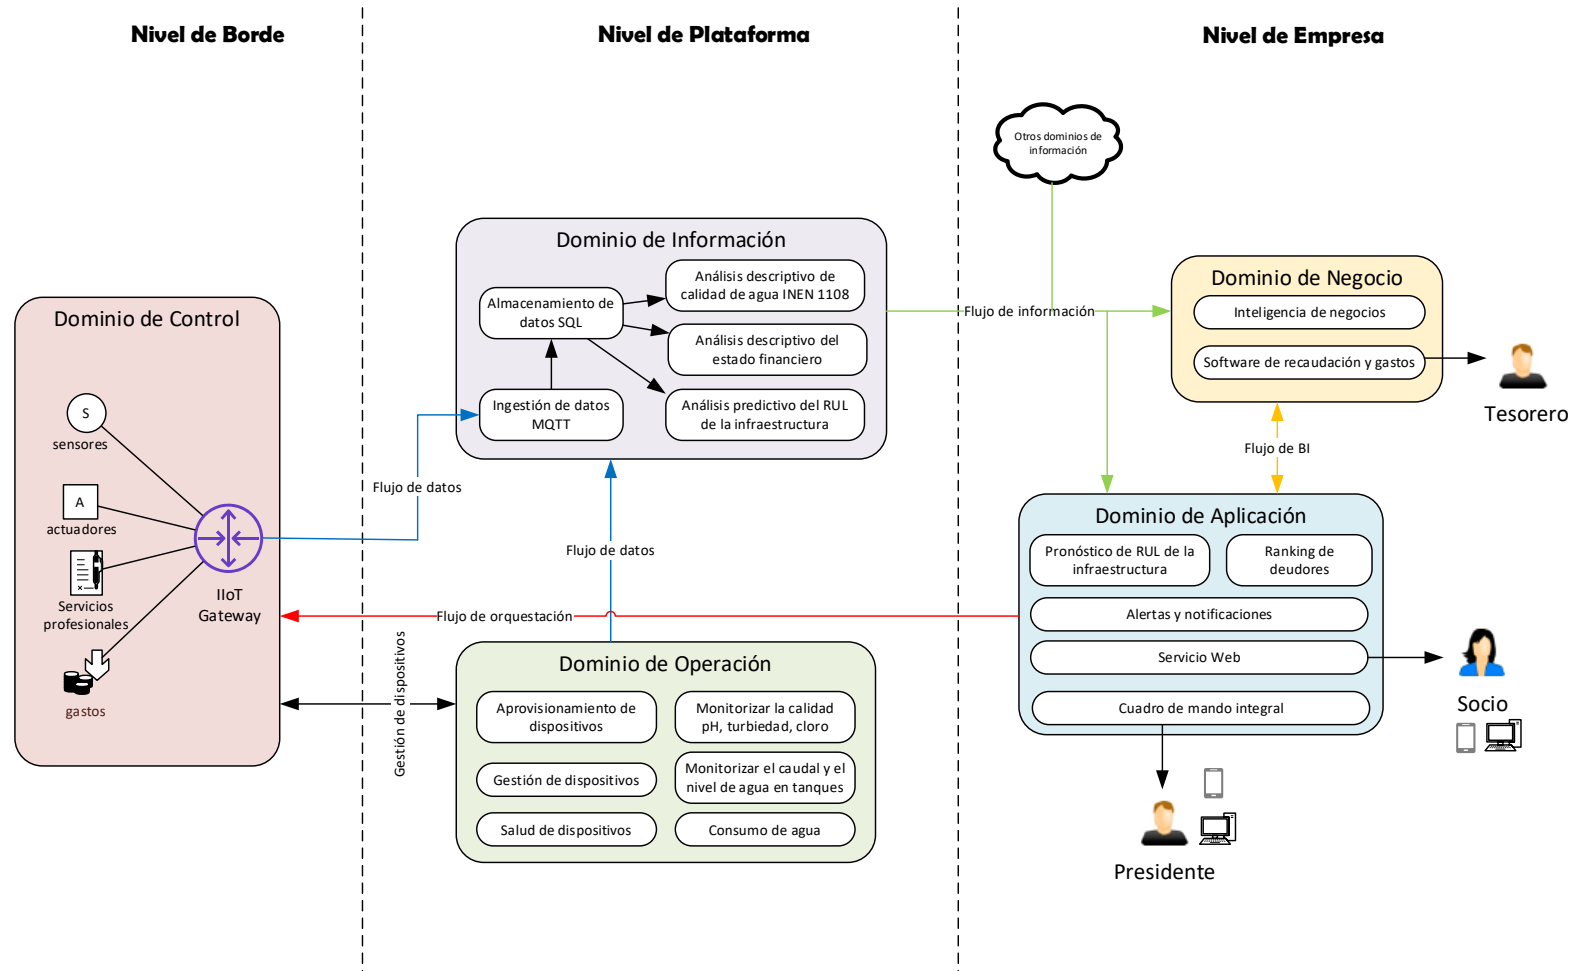 Nivel de Borde
Nivel de Plataforma
Nivel de Empresa
Otros dominios de
información
Dominio de Control
S
sensores
A
actuadores
Servicios
profesionales
gastos
IIoT
Gateway
Flujo de datos
Dominio de Información
Almacenamiento de
datos SQL
Ingestión de datos
MQTT
Análisis descriptivo de
calidad de agua INEN 1108
Análisis descriptivo del
estado financiero
Análisis predictivo del RUL
de la infraestructura
Flujo de datos
Flujo de orquestación
Gestión de dispositivos
Dominio de Operación
Aprovisionamiento de
dispositivos
Gestión de dispositivos
Salud de dispositivos
Monitorizar la calidad
pH, turbiedad, cloro
Monitorizar el caudal y el
nivel de agua en tanques
Consumo de agua
Flujo de información
Dominio de Negocio
Inteligencia de negocios
Software de recaudación y gastos
Tesorero
Flujo de BI
Dominio de Aplicación
Pronóstico de RUL de la
infraestructura
Ranking de
deudores
Alertas y notificaciones
Servicio Web
Cuadro de mando integral
Socio
Presidente